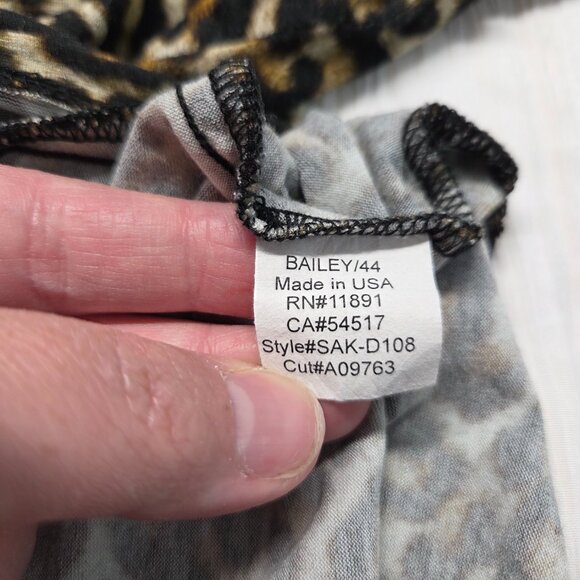 BAILEY/44
Made in USA
RN#11891
CA#54517
Style#SAK-D108
Cut#A09763